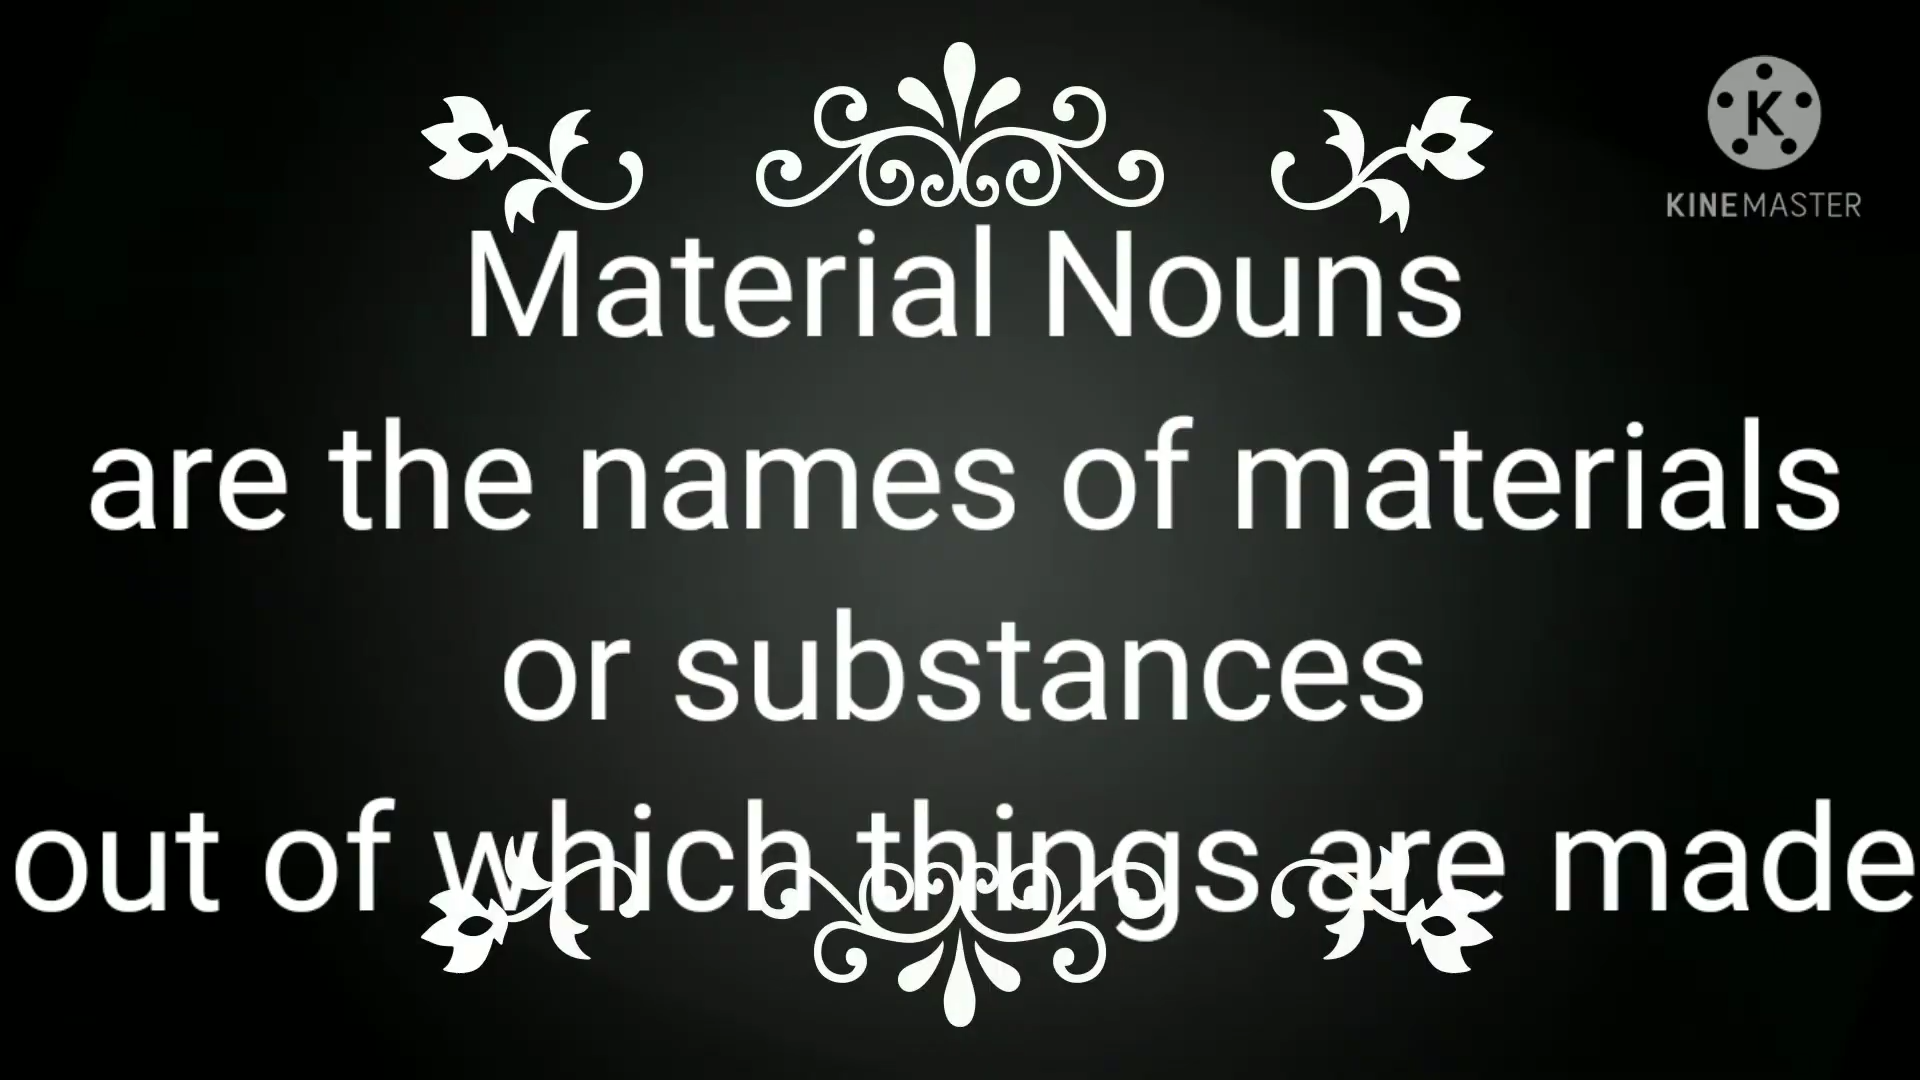 KINEMASTER
Material Nouns
are the names of materials
or substances
out of which things are made